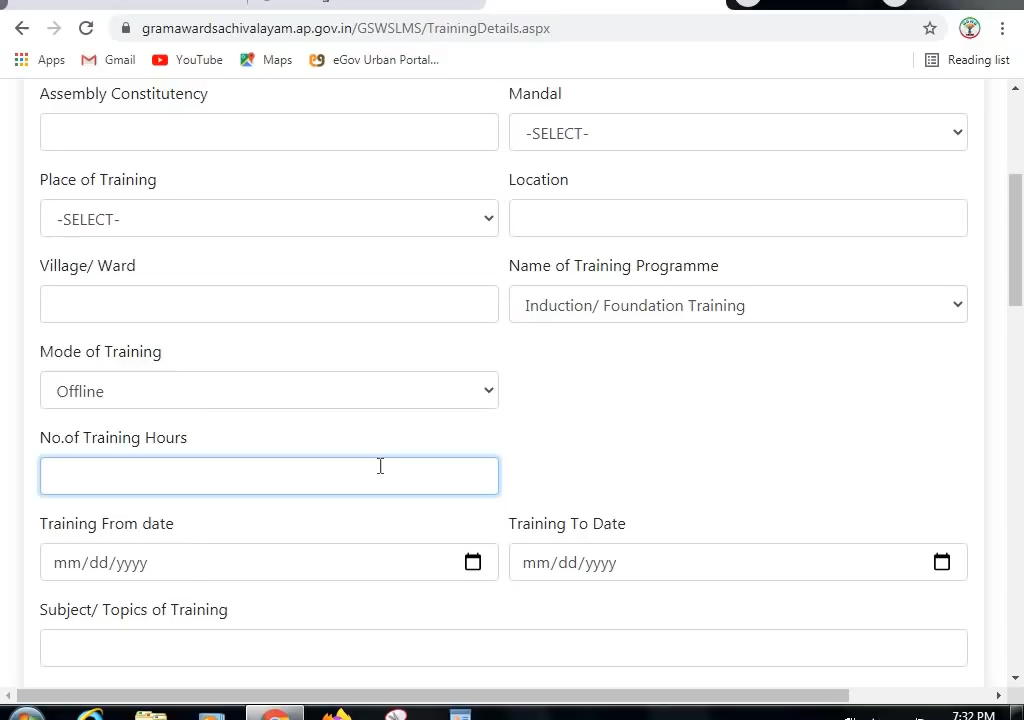 gramawardsachivalayam.ap.gov.in/GSWSLMS/TrainingDetails.aspx
Apps Gmail YouTube Maps eGov Urban Portal... Reading list
Assembly Constitutency Mandal
-SELECT-
Place of Training Location
-SELECT-
Village/ Ward Name of Training Programme
Induction/ Foundation Training
Mode of Training
Offline
No.of Training Hours
Training From date Training To Date
mm/dd/yyyy mm/dd/yyyy
Subject/ Topics of Training
7:32 PM